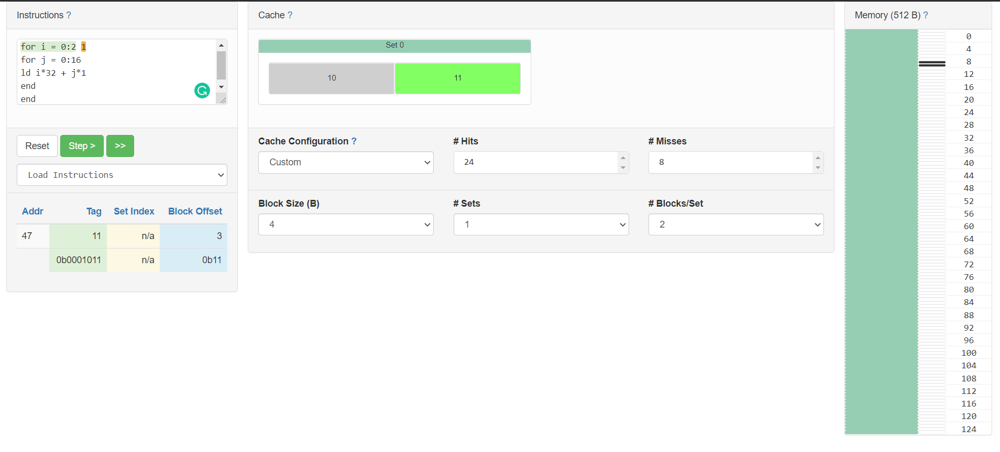 Instructions ?
for i = 0:2 1
for j = 0:16
ld i*32 + j*1
end
end
Reset
Step >
>>
Load Instructions
Addr Tag Set Index Block Offset
47 11 n/a 3
0b0001011 n/a 0b11
Cache ?
Set 0
10 11
Cache Configuration ? # Hits # Misses
Custom 24 8
Block Size (B) # Sets # Blocks/Set
4 1 2
Memory (512 B) ?
0
4
8
12
16
20
24
28
32
36
40
44
48
52
56
60
64
68
72
76
80
84
88
92
96
100
104
108
112
116
120
124